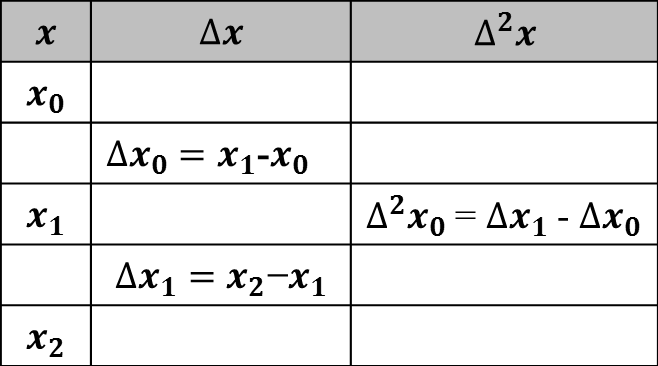 x Δx Δ²x
x₀
Δx₀ = x₁-x₀
x₁ Δ²x₀ = Δx₁ - Δx₀
Δx₁ = x₂−x₁
x₂